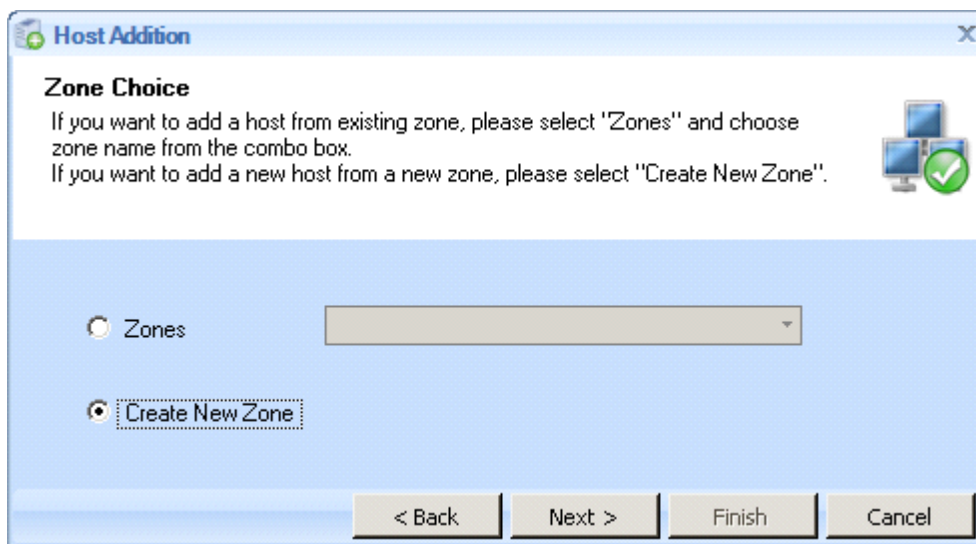 Host Addition
Zone Choice
If you want to add a host from existing zone, please select "Zones" and choose
zone name from the combo box.
If you want to add a new host from a new zone, please select "Create New Zone".
Zones
Create New Zone
< Back
Next >
Finish
Cancel